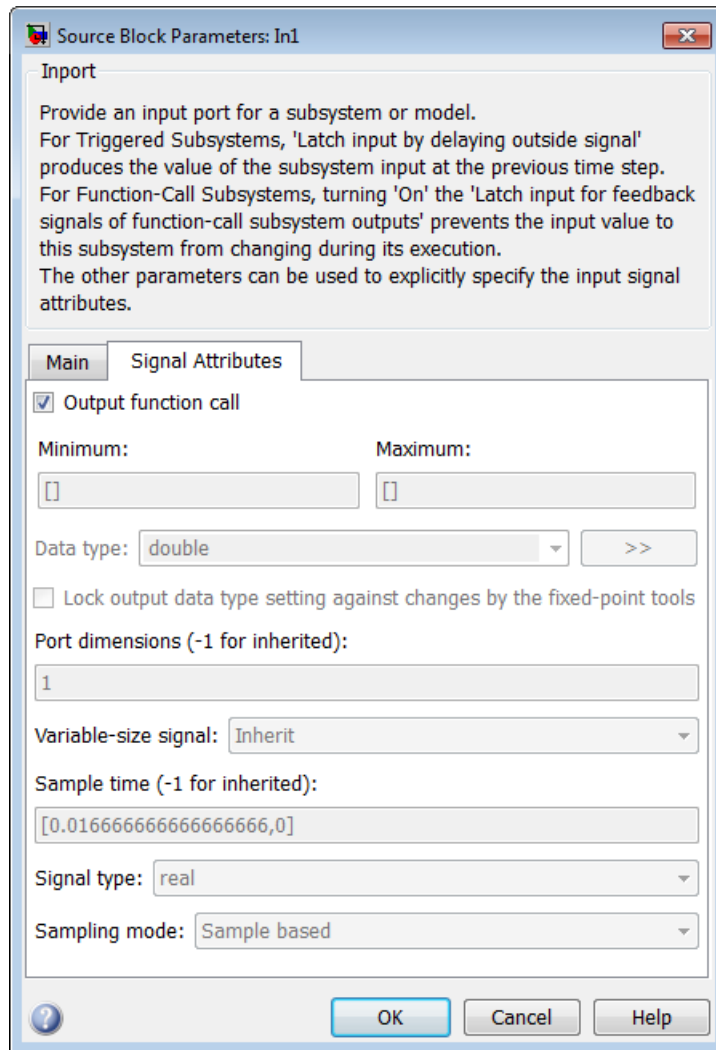 Source Block Parameters: In1
Inport
Provide an input port for a subsystem or model.
For Triggered Subsystems, 'Latch input by delaying outside signal'
produces the value of the subsystem input at the previous time step.
For Function-Call Subsystems, turning 'On' the 'Latch input for feedback
signals of function-call subsystem outputs' prevents the input value to
this subsystem from changing during its execution.
The other parameters can be used to explicitly specify the input signal
attributes.
Main Signal Attributes
Output function call
Minimum: Maximum:
[] []
Data type: double >>
Lock output data type setting against changes by the fixed-point tools
Port dimensions (-1 for inherited):
1
Variable-size signal: Inherit
Sample time (-1 for inherited):
[0.016666666666666666,0]
Signal type: real
Sampling mode: Sample based
? OK Cancel Help